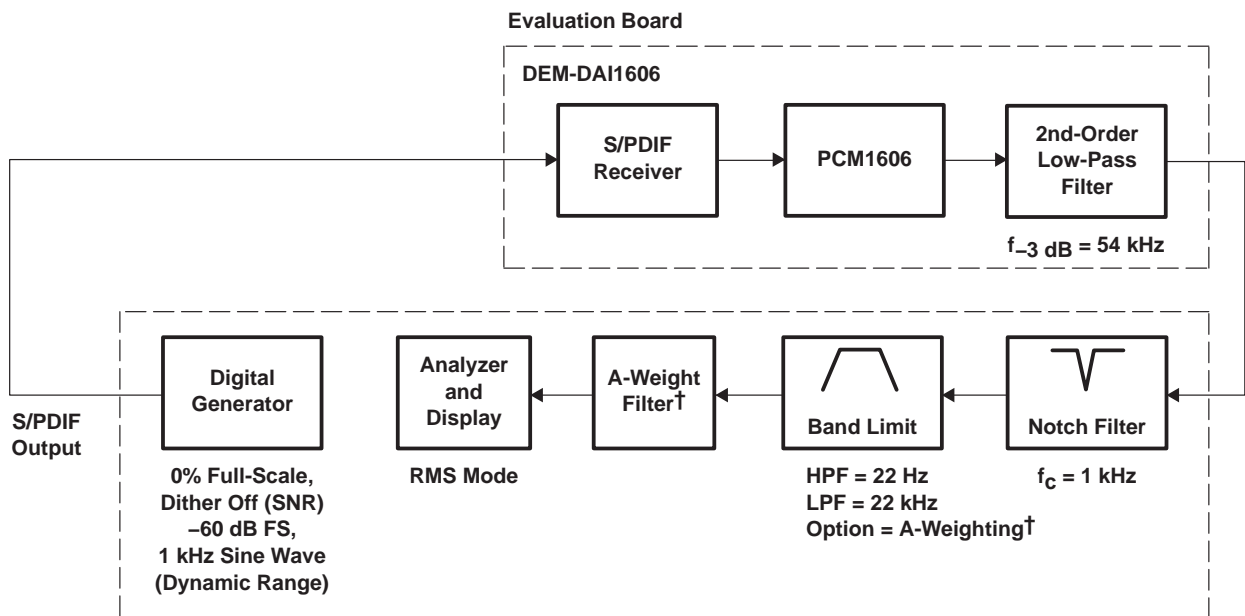 Evaluation Board
DEM-DAI1606
S/PDIF
Receiver
PCM1606
2nd-Order
Low-Pass
Filter
f–3 dB = 54 kHz
S/PDIF
Output
Digital
Generator
0% Full-Scale,
Dither Off (SNR)
–60 dB FS,
1 kHz Sine Wave
(Dynamic Range)
Analyzer
and
Display
RMS Mode
A-Weight
Filter†
Band Limit
HPF = 22 Hz
LPF = 22 kHz
Option = A-Weighting†
Notch Filter
fC = 1 kHz